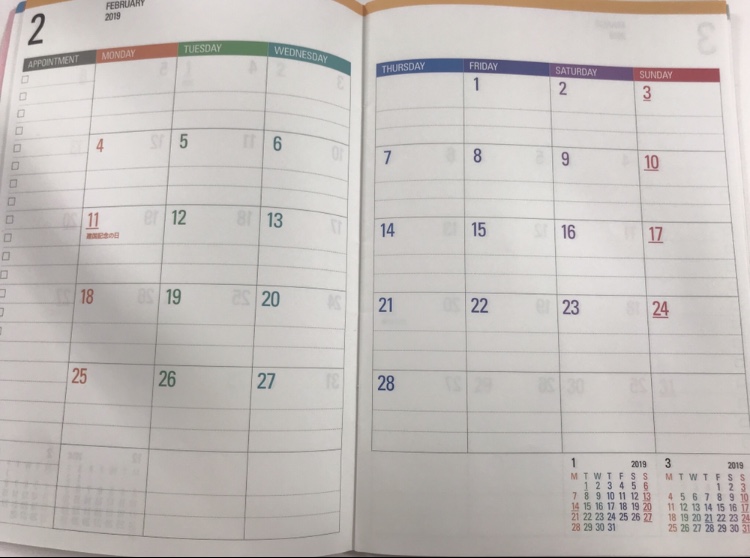 2 FEBRUARY
2019
APPOINTMENT MONDAY TUESDAY WEDNESDAY THURSDAY FRIDAY SATURDAY SUNDAY
1 2 3
4 5 6 7 8 9 10
11 12 13 14 15 16 17
建国記念の日
18 19 20 21 22 23 24
25 26 27 28
1 2019
M T W T F S S
1 2 3 4 5 6
7 8 9 10 11 12 13
14 15 16 17 18 19 20
21 22 23 24 25 26 27
28 29 30 31
3 2019
M T W T F S S
1 2 3
4 5 6 7 8 9 10
11 12 13 14 15 16 17
18 19 20 21 22 23 24
25 26 27 28 29 30 31